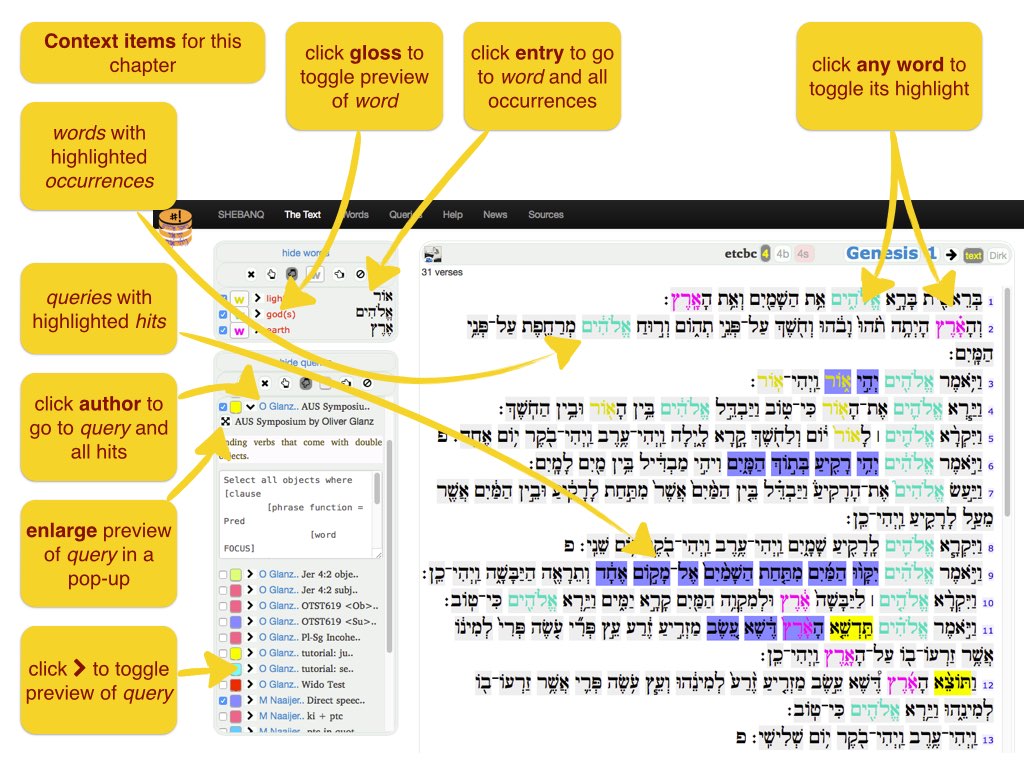 Context items for this
chapter
click gloss to
toggle preview
of word
click entry to go
to word and all
occurrences
click any word to
toggle its highlight
words with
highlighted
occurrences
queries with
highlighted hits
click author to
go to query and
all hits
enlarge preview
of query in a
pop-up
click > to toggle
preview of query
#!
SHEBANQ The Text Words Help News Sources
hide
w
w light אוֹר
w god(s) אֱלֹהִים
w earth אֶרֶץ
hide
O Glanz.. AUS Symposiu..
AUS Symposium by Oliver Glanz
verbs that come with double
objects.
Select all objects where
[clause
[phrase function =
Pred
[word
FOCUS]
O Glanz.. Jer 4:2 obje..
O Glanz.. Jer 4:2 subj..
O Glanz.. OTST619 <Ob>..
O Glanz.. OTST619 <Su>..
O Glanz.. Pl-Sg Incohe..
O Glanz.. tutorial: ju..
O Glanz.. tutorial: se..
O Glanz.. Wido Test
M Naaijer.. Direct speec..
M Naaijer.. ki + ptc
M Naaijer..
etcbc 4 4b 4s Genesis 1 text Dirk
31 verses
1 בָּרָ֣א אֱלֹהִ֑ים אֵ֥ת הַשָּׁמַ֖יִם וְאֵ֥ת הָאָֽרֶץ׃
2 וְהָאָ֗רֶץ הָיְתָ֥ה תֹ֙הוּ֙ וָבֹ֔הוּ וְחֹ֖שֶׁךְ עַל־פְּנֵ֣י תְה֑וֹם וְר֣וּחַ אֱלֹהִ֔ים מְרַחֶ֖פֶת עַל־פְּנֵ֥י
הַמָּֽיִם׃
3 וַיֹּ֥אמֶר אֱלֹהִ֖ים יְהִ֣י א֑וֹר וַֽיְהִי־אֽוֹר׃
4 וַיַּ֧רְא אֱלֹהִ֛ים אֶת־הָא֖וֹר כִּי־ט֑וֹב וַיַּבְדֵּ֣ל אֱלֹהִ֔ים בֵּ֥ין הָא֖וֹר וּבֵ֥ין הַחֹֽשֶׁךְ׃
5 וַיִּקְרָ֨א אֱלֹהִ֤ים ׀ לָאוֹר֙ י֔וֹם וְלַחֹ֖שֶׁךְ קָ֣רָא לָ֑יְלָה וַֽיְהִי־עֶ֥רֶב וַֽיְהִי־בֹ֖קֶר י֥וֹם אֶחָֽד׃ פ
6 וַיֹּ֣אמֶר אֱלֹהִ֔ים יְהִ֥י רָקִ֖יעַ בְּת֣וֹךְ הַמָּ֑יִם וִיהִ֣י מַבְדִּ֔יל בֵּ֥ין מַ֖יִם לָמָֽיִם׃
7 וַיַּ֣עַשׂ אֱלֹהִים֮ אֶת־הָרָקִיעַ֒ וַיַּבְדֵּ֗ל בֵּ֤ין הַמַּ֙יִם֙ אֲשֶׁר֙ מִתַּ֣חַת לָרָקִ֔יעַ וּבֵ֣ין הַמַּ֔יִם אֲשֶׁ֖ר
מֵעַ֣ל לָרָקִ֑יעַ וַֽיְהִי־כֵֽן׃
8 וַיִּקְרָ֧א אֱלֹהִ֛ים לָֽרָקִ֖יעַ שָׁמָ֑יִם וַֽיְהִי־עֶ֥רֶב וַֽיְהִי־בֹ֖קֶר י֥וֹם שֵׁנִֽי׃ פ
9 וַיֹּ֣אמֶר אֱלֹהִ֗ים יִקָּו֨וּ הַמַּ֜יִם מִתַּ֤חַת הַשָּׁמַ֙יִם֙ אֶל־מָק֣וֹם אֶחָ֔ד וְתֵרָאֶ֖ה הַיַּבָּשָׁ֑ה וַֽיְהִי־כֵֽן׃
10 וַיִּקְרָ֨א אֱלֹהִ֤ים ׀ לַיַּבָּשָׁה֙ אֶ֔רֶץ וּלְמִקְוֵ֥ה הַמַּ֖יִם קָרָ֣א יַמִּ֑ים וַיַּ֥רְא אֱלֹהִ֖ים כִּי־טֽוֹב׃
11 וַיֹּ֣אמֶר אֱלֹהִ֗ים תַּֽדְשֵׁ֤א הָאָ֙רֶץ֙ דֶּ֔שֶׁא עֵ֚שֶׂב מַזְרִ֣יעַ זֶ֔רַע עֵ֣ץ פְּרִ֞י עֹ֤שֶׂה פְּרִי֙ לְמִינ֔וֹ
אֲשֶׁ֥ר זַרְעוֹ־ב֖וֹ עַל־הָאָ֑רֶץ וַֽיְהִי־כֵֽן׃
12 וַתּוֹצֵ֨א הָאָ֜רֶץ דֶּ֠שֶׁא עֵ֣שֶׂב מַזְרִ֤יעַ זֶ֙רַע֙ לְמִינֵ֔הוּ וְעֵ֧ץ עֹֽשֶׂה פְּרִ֛י אֲשֶׁ֥ר זַרְעוֹ־ב֖וֹ
לְמִינֵ֑הוּ וַיַּ֥רְא אֱלֹהִ֖ים כִּי־טֽוֹב׃
13 וַֽיְהִי־עֶ֥רֶב וַֽיְהִי־בֹ֖קֶר י֥וֹם שְׁלִישִֽׁי׃ פ